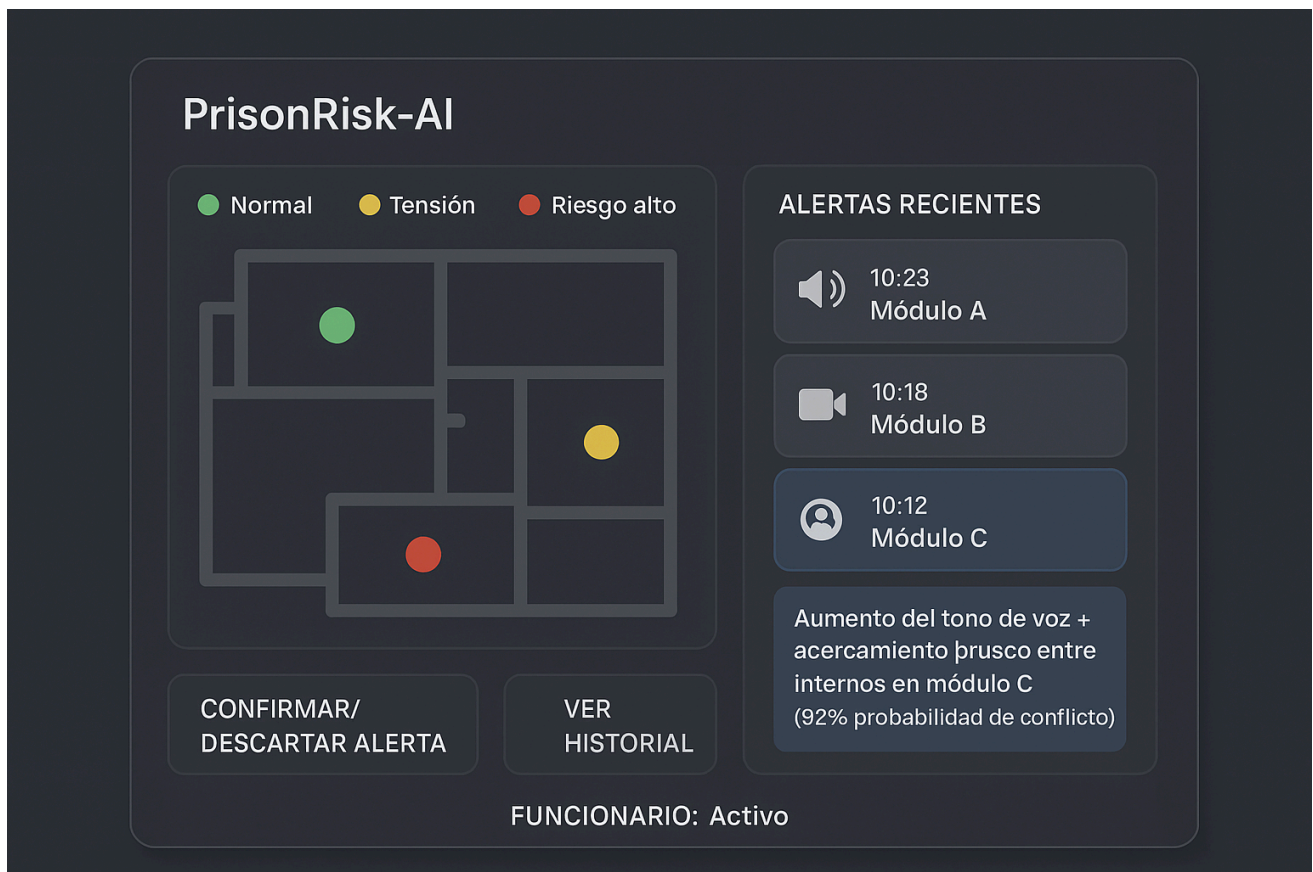 PrisonRisk-AI
Normal
Tensión
Riesgo alto
ALERTAS RECIENTES
10:23
Módulo A
10:18
Módulo B
10:12
Módulo C
Aumento del tono de voz +
acercamiento þrusco entre
internos en módulo C
(92% probabilidad de conflicto)
CONFIRMAR/
DESCARTAR ALERTA
VER
HISTORIAL
FUNCIONARIO: Activo